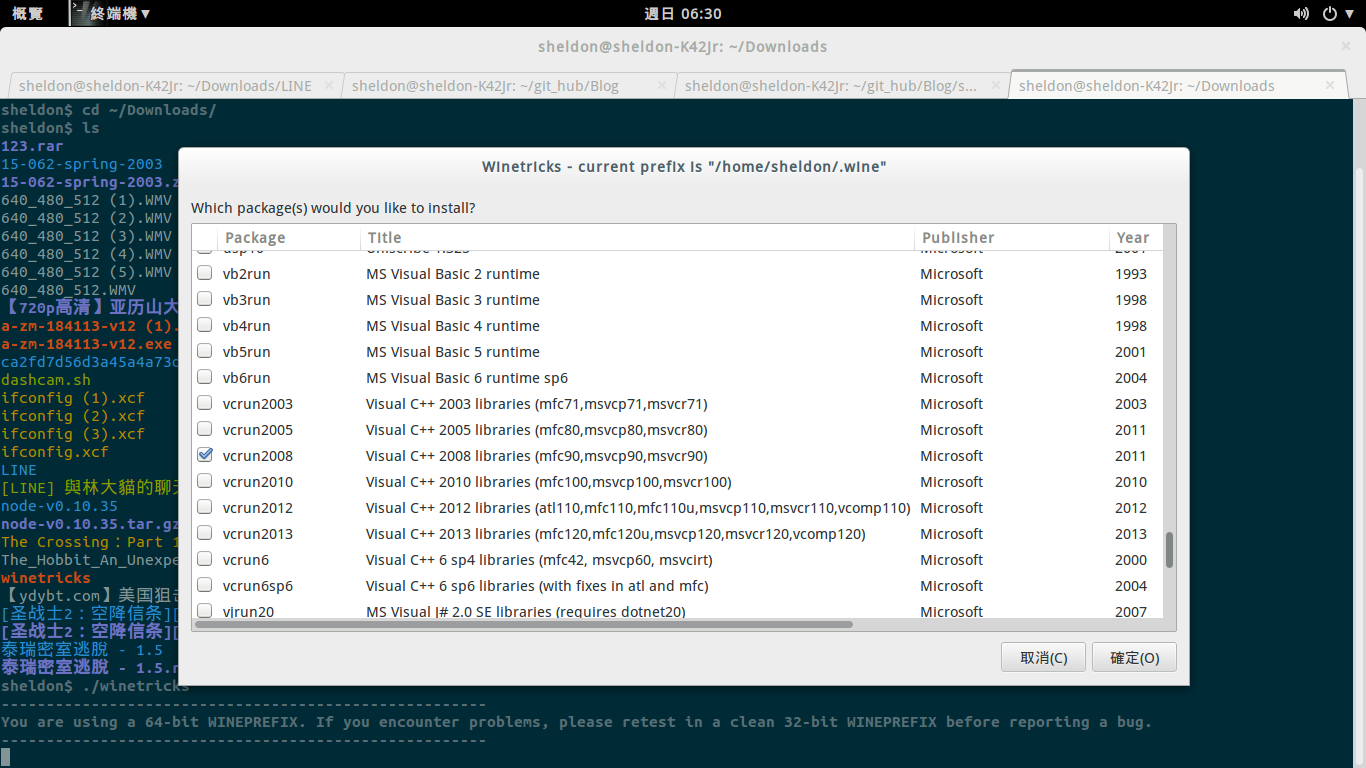 概覽 終端機 ▾ 週日 06:30
sheldon@sheldon-K42Jr: ~/Downloads
sheldon@sheldon-K42Jr: ~/Downloads/LINE × sheldon@sheldon-K42Jr: ~/git_hub/Blog × sheldon@sheldon-K42Jr: ~/git_hub/Blog/s... × sheldon@sheldon-K42Jr: ~/Downloads ×
sheldon$ cd ~/Downloads/
sheldon$ ls
123.rar
15-062-spring-2003
15-062-spring-2003.z
640_480_512 (1).WMV
640_480_512 (2).WMV
640_480_512 (3).WMV
640_480_512 (4).WMV
640_480_512 (5).WMV
640_480_512.WMV
【720p高清】亚历山大
a-zm-184113-v12 (1).
a-zm-184113-v12.exe
ca2fd7d56d3a45a4a73c
dashcam.sh
ifconfig (1).xcf
ifconfig (2).xcf
ifconfig (3).xcf
ifconfig.xcf
LINE
[LINE] 與林大貓的聊天
node-v0.10.35
node-v0.10.35.tar.gz
The Crossing：Part 1
The_Hobbit_An_Unexpe
winetricks
【ydybt.com】美国狙击
[圣战士2：空降信条][
[圣战士2：空降信条][
泰瑞密室逃脫 - 1.5
泰瑞密室逃脫 - 1.5.r
sheldon$ ./winetricks
------------------------------------------------------
You are using a 64-bit WINEPREFIX. If you encounter problems, please retest in a clean 32-bit WINEPREFIX before reporting a bug.
------------------------------------------------------
Winetricks - current prefix is "/home/sheldon/.wine"
Which package(s) would you like to install?
Package Title Publisher Year
vb2run MS Visual Basic 2 runtime Microsoft 1993
vb3run MS Visual Basic 3 runtime Microsoft 1998
vb4run MS Visual Basic 4 runtime Microsoft 1998
vb5run MS Visual Basic 5 runtime Microsoft 2001
vb6run MS Visual Basic 6 runtime sp6 Microsoft 2004
vcrun2003 Visual C++ 2003 libraries (mfc71,msvcp71,msvcr71) Microsoft 2003
vcrun2005 Visual C++ 2005 libraries (mfc80,msvcp80,msvcr80) Microsoft 2011
vcrun2008 Visual C++ 2008 libraries (mfc90,msvcp90,msvcr90) Microsoft 2011
vcrun2010 Visual C++ 2010 libraries (mfc100,msvcp100,msvcr100) Microsoft 2010
vcrun2012 Visual C++ 2012 libraries (atl110,mfc110,mfc110u,msvcp110,msvcr110,vcomp110) Microsoft 2012
vcrun2013 Visual C++ 2013 libraries (mfc120,mfc120u,msvcp120,msvcr120,vcomp120) Microsoft 2013
vcrun6 Visual C++ 6 sp4 libraries (mfc42, msvcp60, msvcirt) Microsoft 2000
vcrun6sp6 Visual C++ 6 sp6 libraries (with fixes in atl and mfc) Microsoft 2004
vjrun20 MS Visual J# 2.0 SE libraries (requires dotnet20) Microsoft 2007
取消(C) 確定(O)